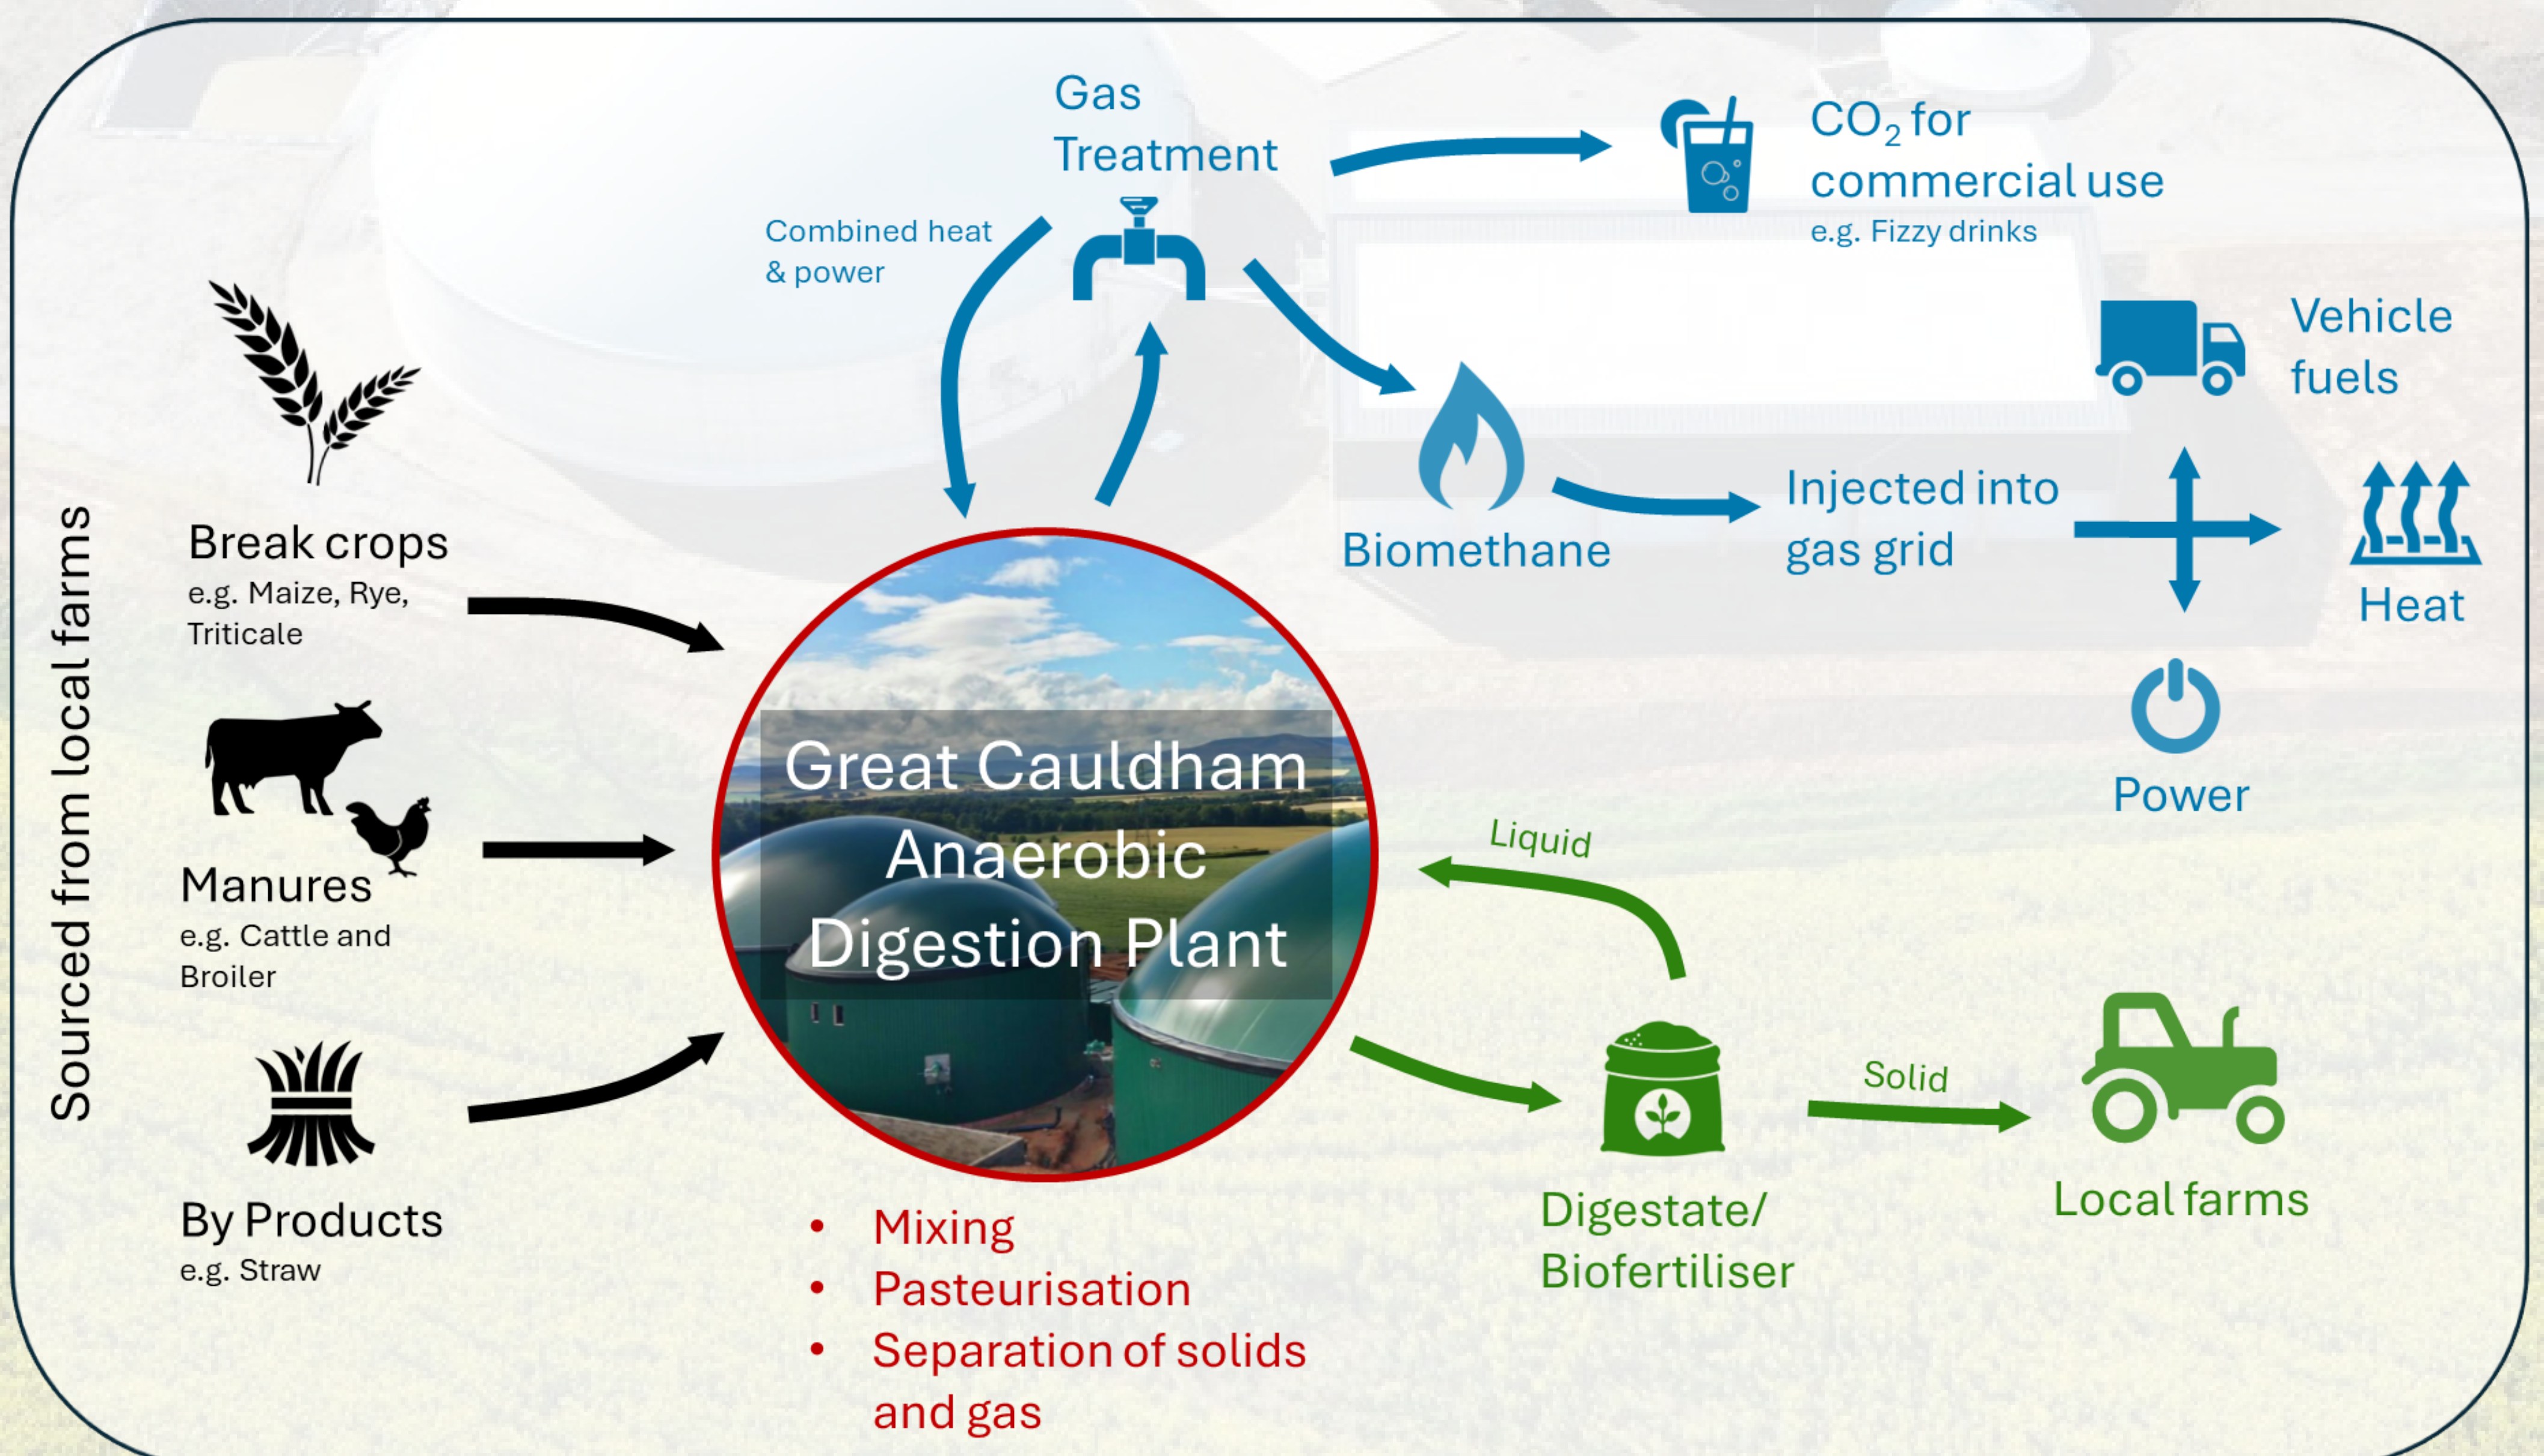 Sourced from local farms
Break crops
e.g. Maize, Rye,
Triticale
Manures
e.g. Cattle and
Broiler
By Products
e.g. Straw
Great Cauldham
Anaerobic
Digestion Plant
• Mixing
• Pasteurisation
• Separation of solids
and gas
Combined heat
& power
Gas
Treatment
CO₂ for
commercial use
e.g. Fizzy drinks
Biomethane
Injected into
gas grid
Vehicle
fuels
Heat
Power
Liquid
Digestate/
Biofertiliser
Solid
Local farms